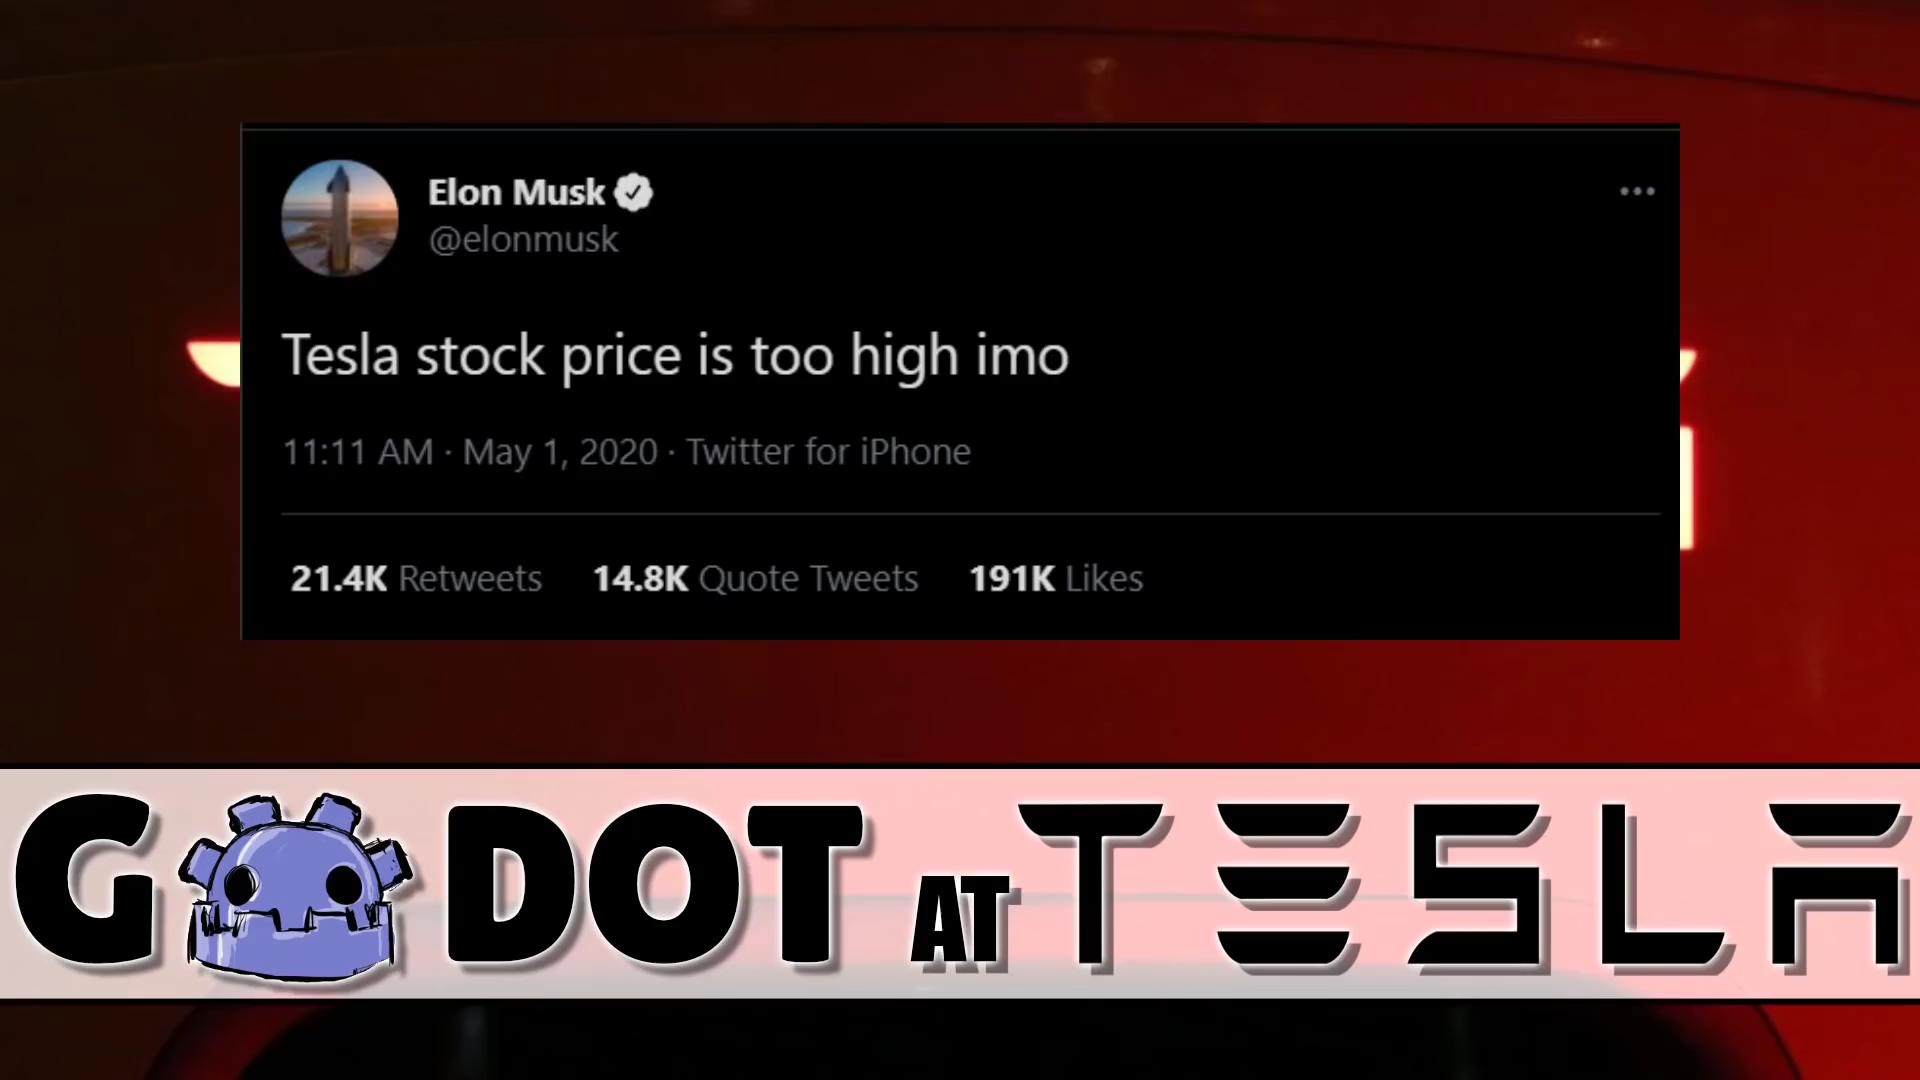 Elon Musk
@elonmusk
Tesla stock price is too high imo
11:11 AM · May 1, 2020 · Twitter for iPhone
21.4K Retweets 14.8K Quote Tweets 191K Likes
GODOT AT TESLA